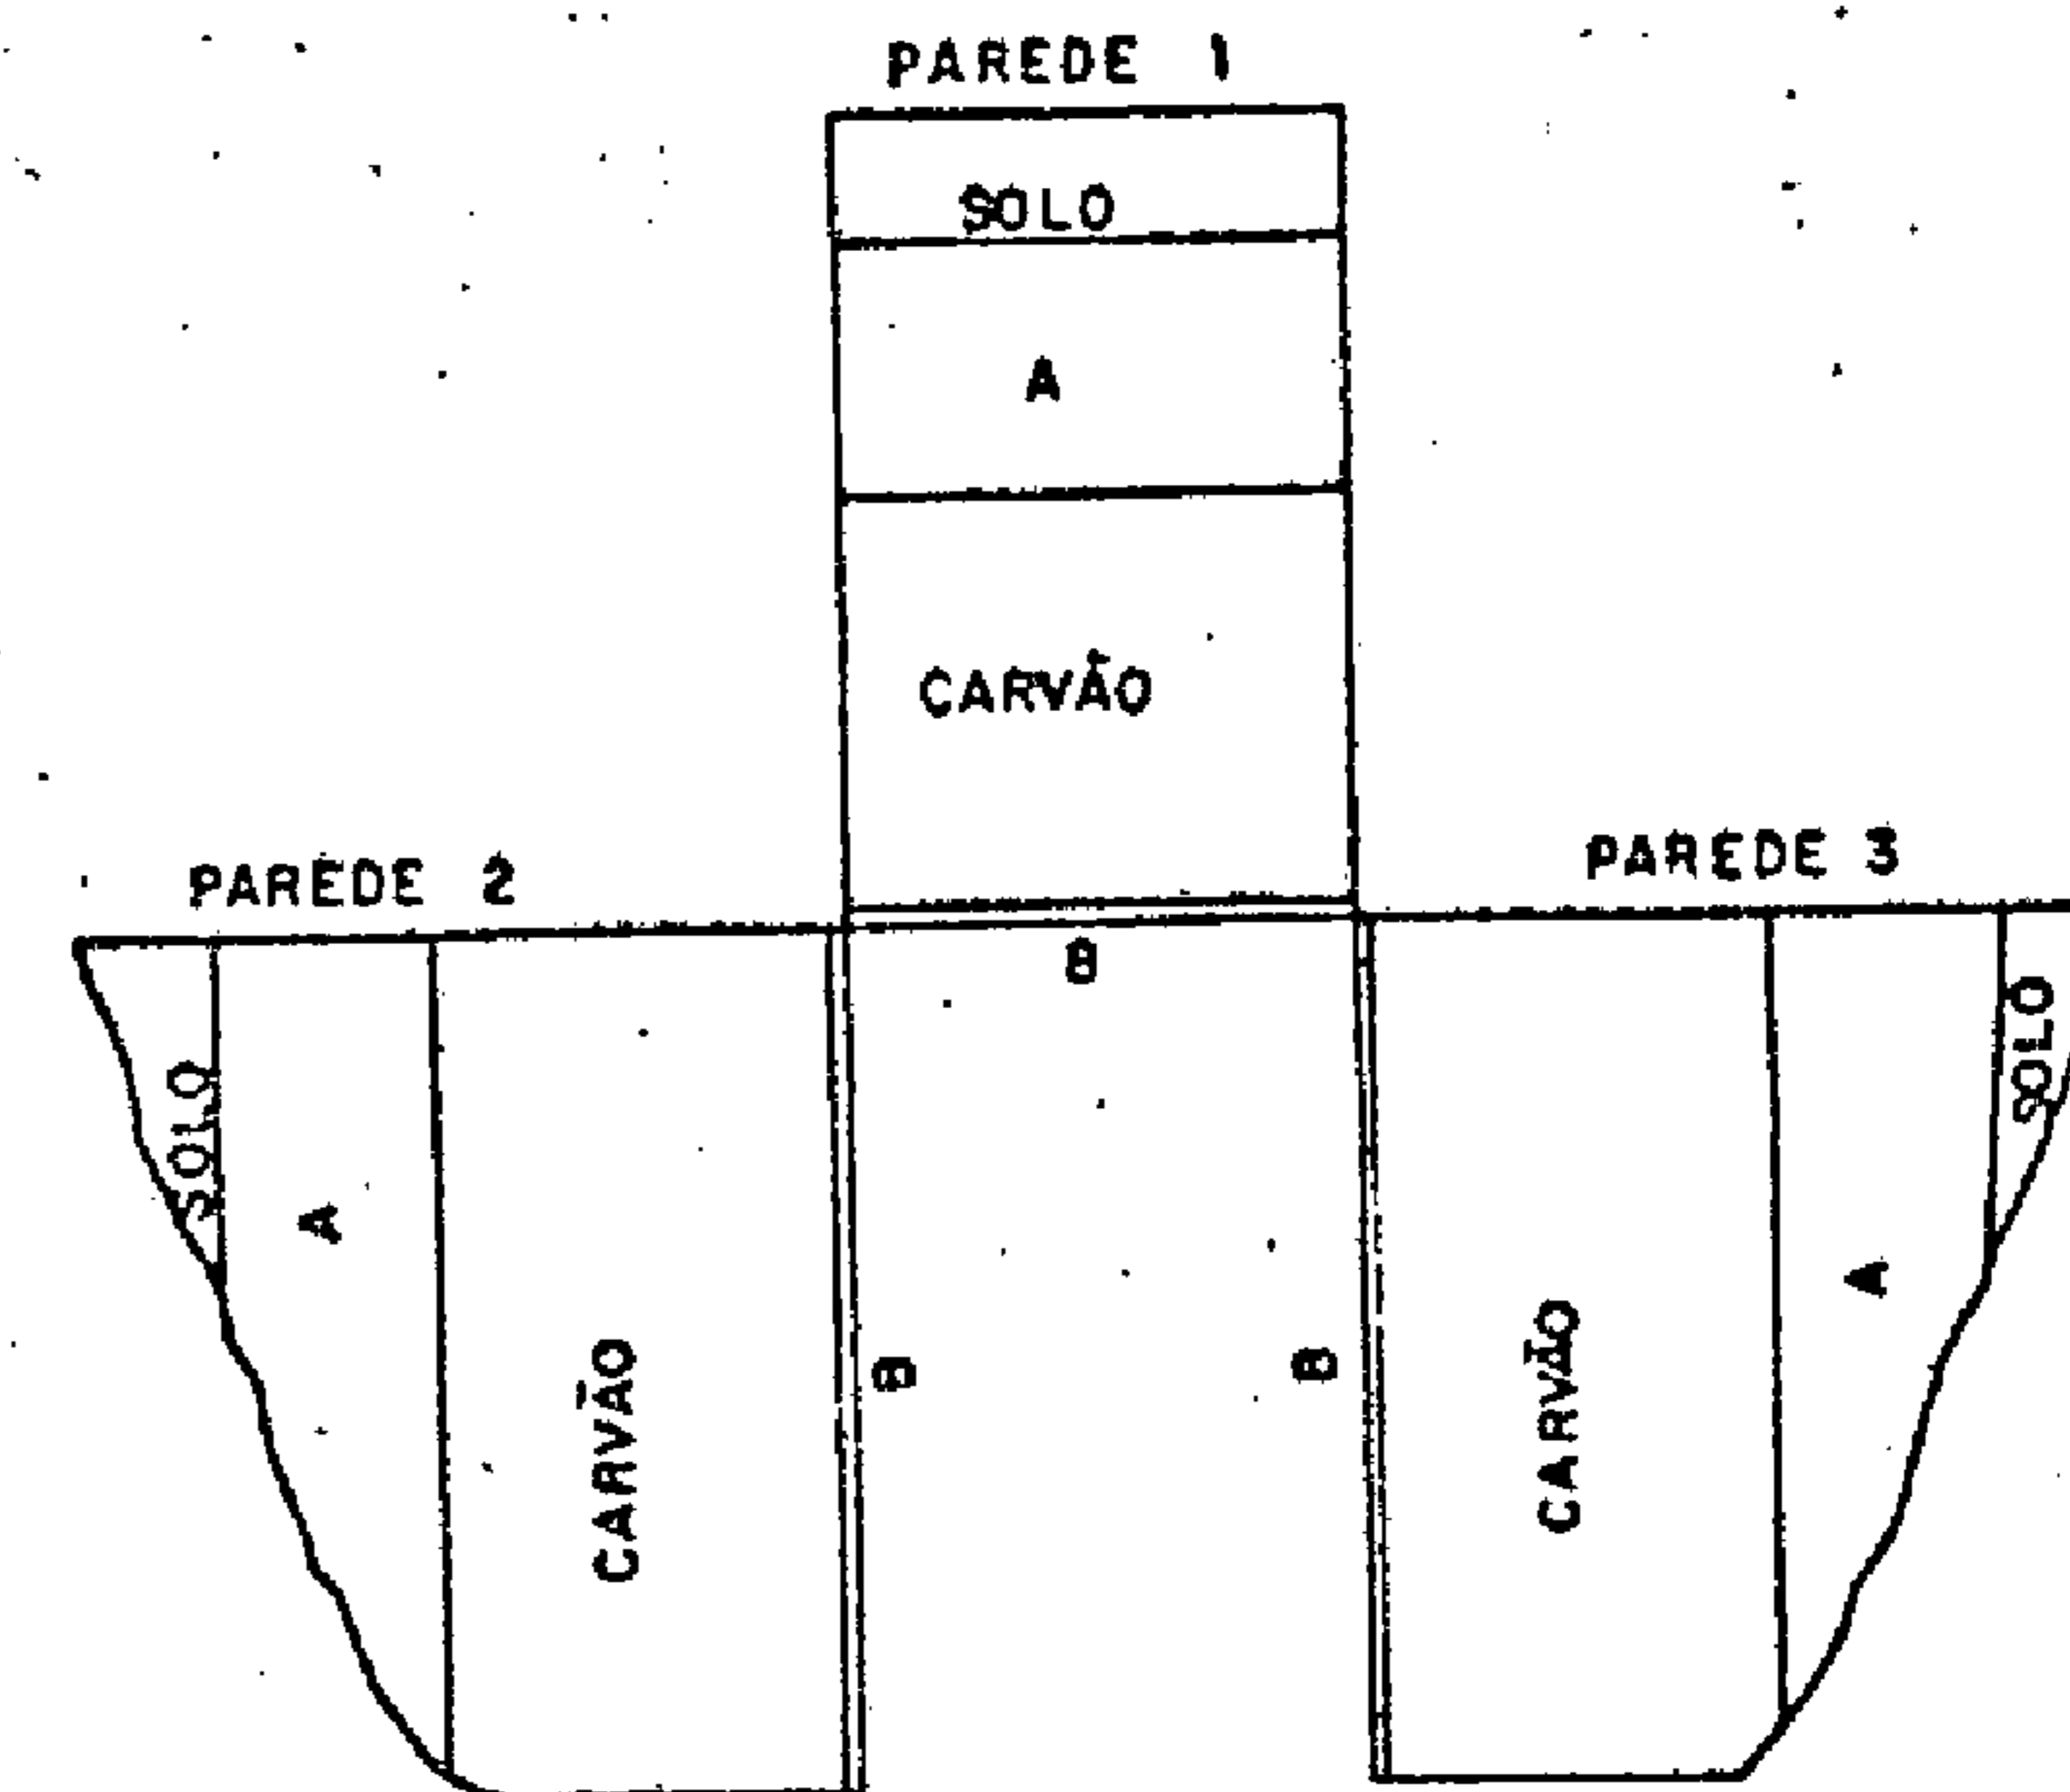 PAREDE 1
SOLO
A
CARVÃO
PAREDE 2
PAREDE 3
B
SOLO
A
CARVÃO
B
B
CARVÃO
A
SOLO